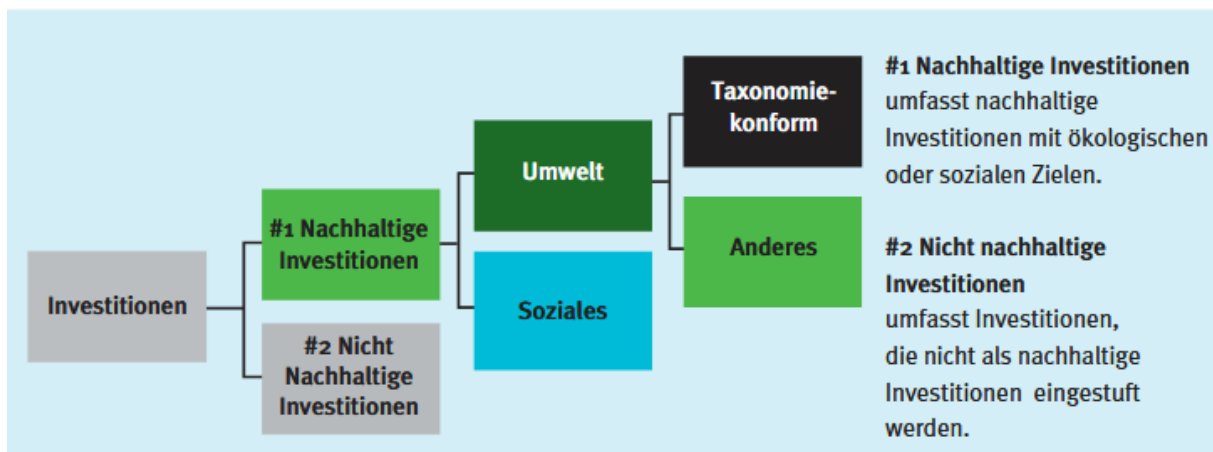 Investitionen
#1 Nachhaltige
Investitionen
#2 Nicht
Nachhaltige
Investitionen
Umwelt
Soziales
Taxonomie-
konform
Anderes
#1 Nachhaltige Investitionen
umfasst nachhaltige
Investitionen mit ökologischen
oder sozialen Zielen.
#2 Nicht nachhaltige
Investitionen
umfasst Investitionen,
die nicht als nachhaltige
Investitionen eingestuft
werden.